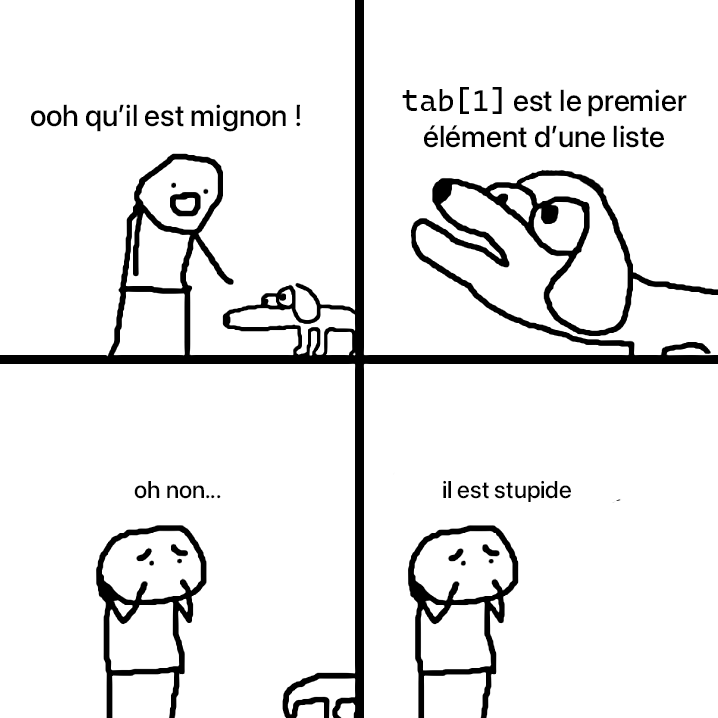 ooh qu’il est mignon !
tab[1] est le premier
élément d’une liste
oh non...
il est stupide